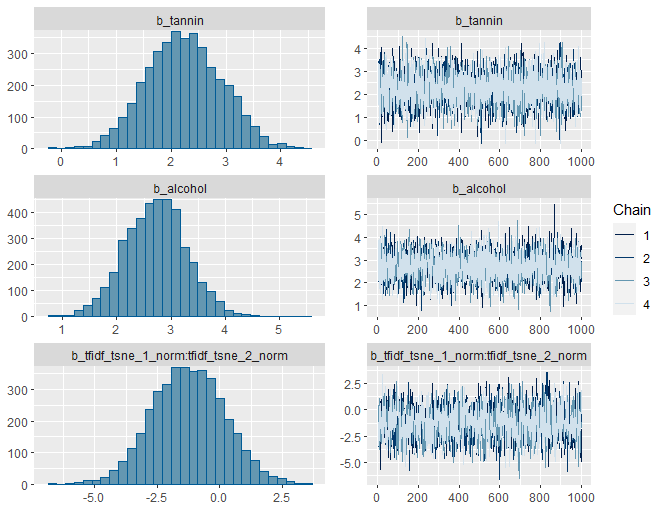 b_tannin
300
200
100
0
0 1 2 3 4
b_tannin
4
3
2
1
0
0 200 400 600 800 1000
b_alcohol
400
300
200
100
0
1 2 3 4 5
b_alcohol
5
4
3
2
1
0 200 400 600 800 1000
b_tfidf_tsne_1_norm:tfidf_tsne_2_norm
300
200
100
0
-5.0 -2.5 0.0 2.5
b_tfidf_tsne_1_norm:tfidf_tsne_2_norm
2.5
0.0
-2.5
-5.0
0 200 400 600 800 1000
Chain
1
2
3
4